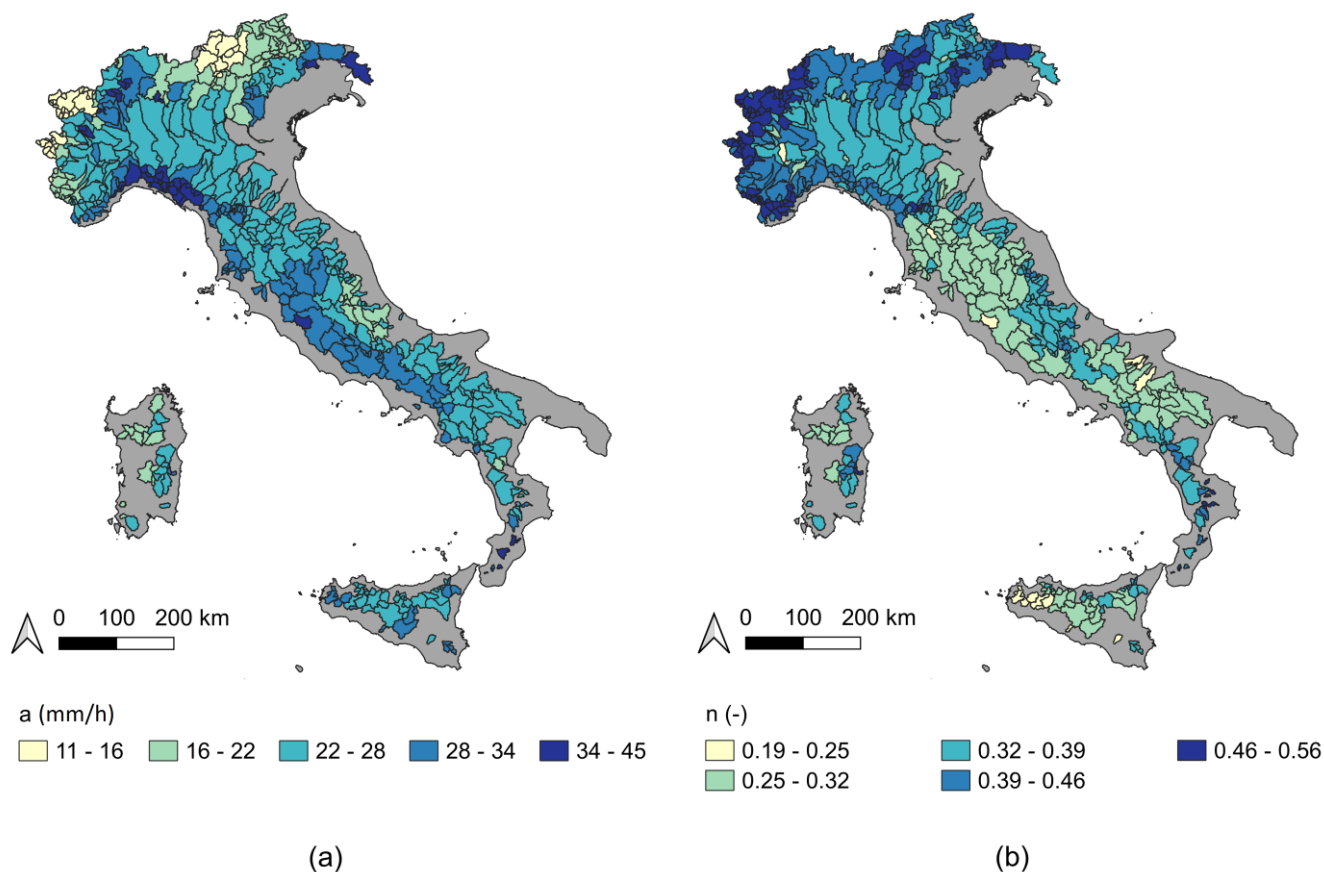 0 100 200 km
0 100 200 km
a (mm/h)
11 - 16 16 - 22 22 - 28 28 - 34 34 - 45
n (-)
0.19 - 0.25 0.32 - 0.39 0.46 - 0.56
0.25 - 0.32 0.39 - 0.46
(a) (b)